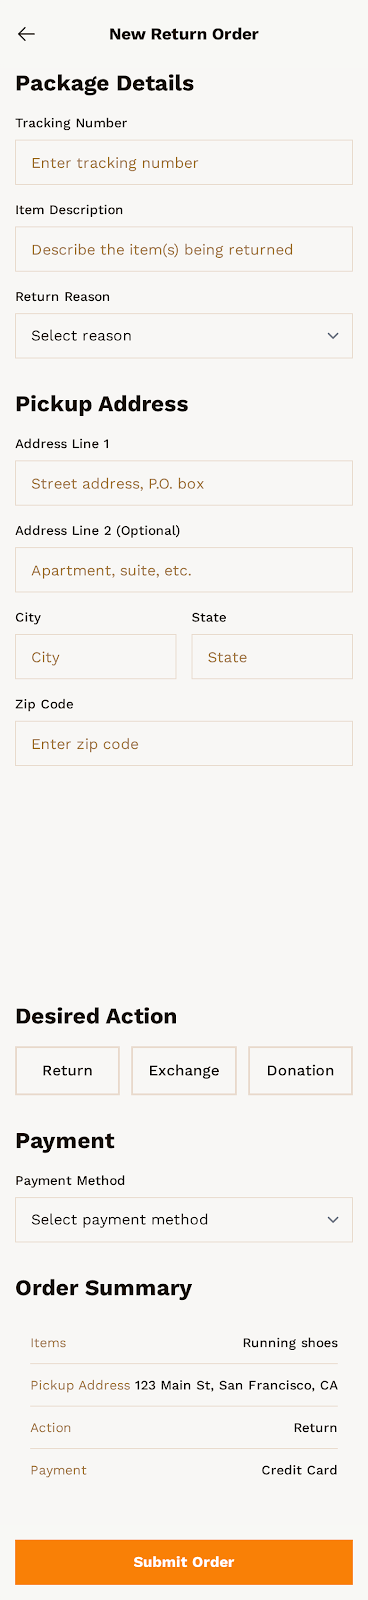 New Return Order
Package Details
Tracking Number
Enter tracking number
Item Description
Describe the item(s) being returned
Return Reason
Select reason
Pickup Address
Address Line 1
Street address, P.O. box
Address Line 2 (Optional)
Apartment, suite, etc.
City State
City State
Zip Code
Enter zip code
Desired Action
Return Exchange Donation
Payment
Payment Method
Select payment method
Order Summary
Items Running shoes
Pickup Address 123 Main St, San Francisco, CA
Action Return
Payment Credit Card
Submit Order